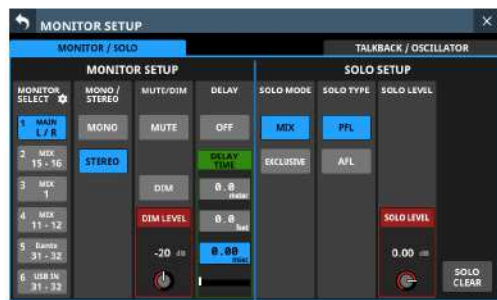 MONITOR SETUP
MONITOR / SOLO
TALKBACK / OSCILLATOR
MONITOR SETUP
SOLO SETUP
MONITOR SELECT
MONO / STEREO
MUTE/DIM
DELAY
SOLO MODE
SOLO TYPE
SOLO LEVEL
1 MAIN
L / R
MONO
MUTE
OFF
MIX
PFL
2 MIX
15 - 16
STEREO
DELAY
TIME
EXCLUSIVE
AFL
3 MIX
1
DIM
0.0
meter
4 MIX
11 - 12
DIM LEVEL
0.0
feet
SOLO LEVEL
5 Dante
31 - 32
-20 dB
0.00
msec
0.00 dB
6 USB IN
31 - 32
SOLO
CLEAR